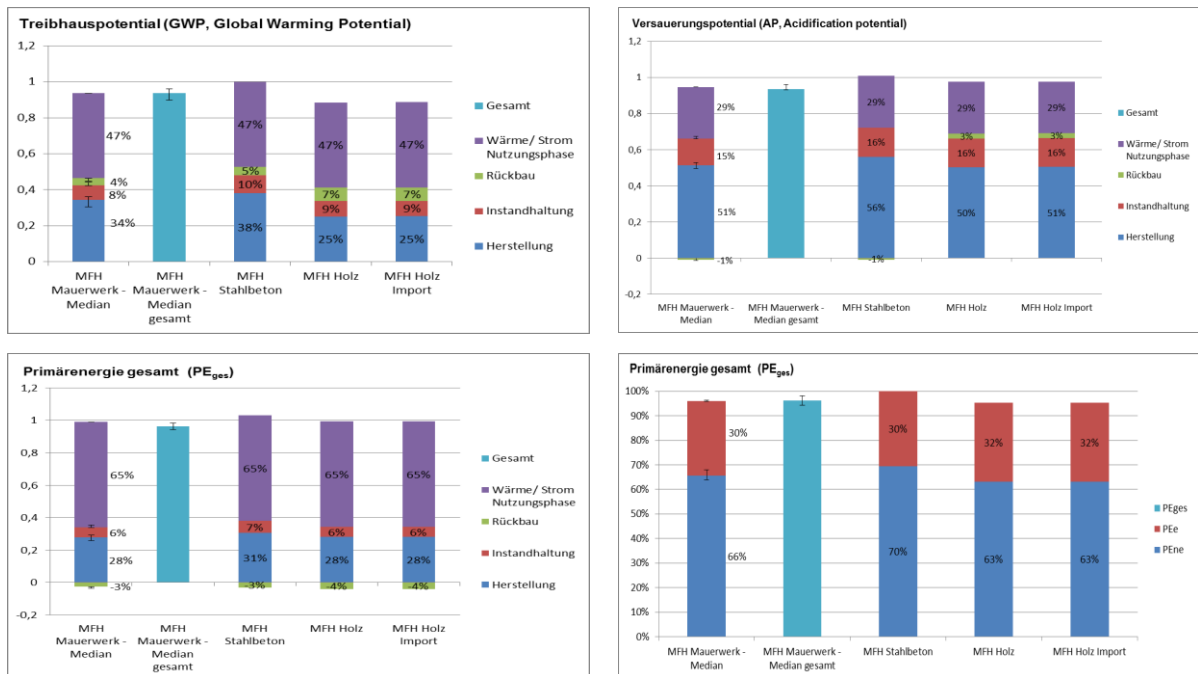 Treibhauspotential (GWP, Global Warming Potential)
1,2
1
0,8
0,6
0,4
0,2
0
47%
4%
8%
34%
47%
5%
10%
38%
47%
7%
9%
25%
47%
7%
9%
25%
MFH
Mauerwerk -
Median
MFH
Mauerwerk -
Median
gesamt
MFH
Stahlbeton
MFH Holz
MFH Holz
Import
Gesamt
Wärme/ Strom
Nutzungsphase
Rückbau
Instandhaltung
Herstellung
Versauerungspotential (AP, Acidification potential)
1,2
1
0,8
0,6
0,4
0,2
0
-0,2
29%
15%
51%
-1%
29%
16%
56%
-1%
29%
3%
16%
50%
29%
3%
16%
51%
MFH Mauerwerk -
Median
MFH Mauerwerk -
Median gesamt
MFH Stahlbeton
MFH Holz
MFH Holz Import
Gesamt
Wärme/ Strom
Nutzungsphase
Rückbau
Instandhaltung
Herstellung
Primärenergie gesamt (PEges)
1,2
1
0,8
0,6
0,4
0,2
0
-0,2
65%
6%
28%
-3%
65%
7%
31%
-3%
65%
6%
28%
-4%
65%
6%
28%
-4%
MFH
Mauerwerk -
Median
MFH
Mauerwerk -
Median
gesamt
MFH
Stahlbeton
MFH Holz
MFH Holz
Import
Gesamt
Wärme/ Strom
Nutzungsphase
Rückbau
Instandhaltung
Herstellung
Primärenergie gesamt (PEges)
100%
90%
80%
70%
60%
50%
40%
30%
20%
10%
0%
30%
66%
30%
70%
32%
63%
32%
63%
MFH Mauerwerk -
Median
MFH Mauerwerk -
Median gesamt
MFH Stahlbeton
MFH Holz
MFH Holz Import
PEges
PEe
PEne